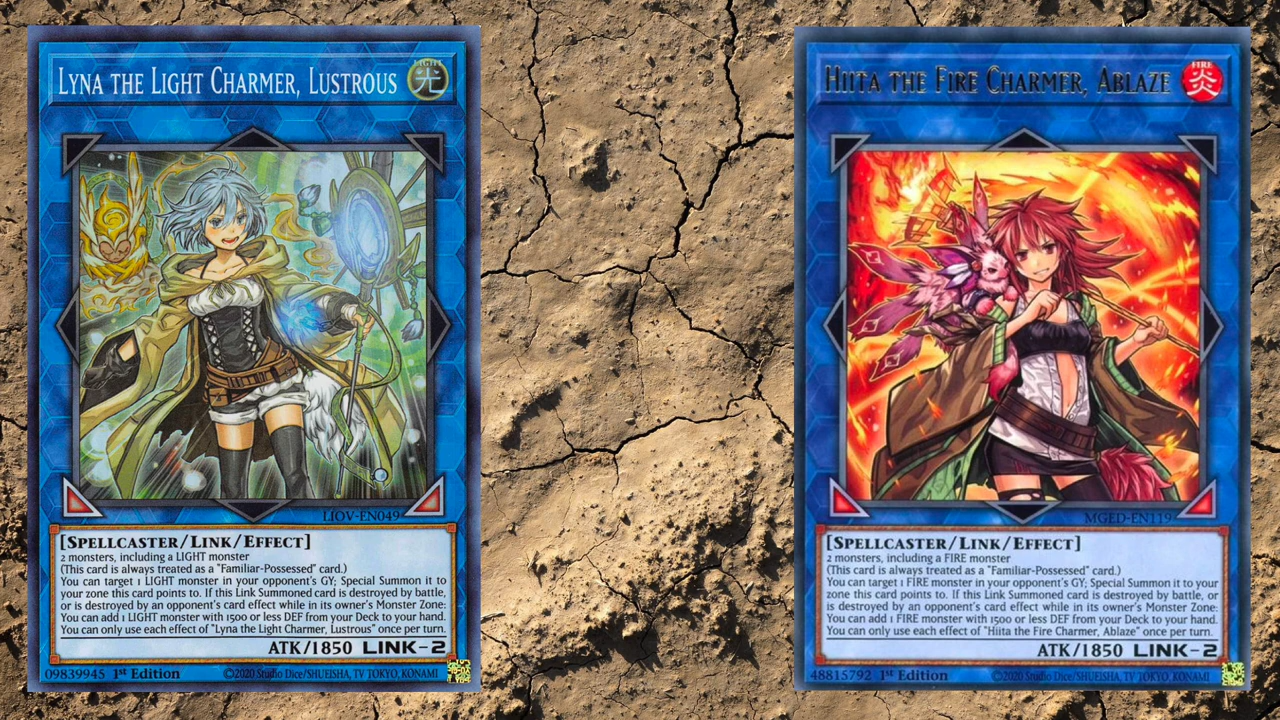 LYNA THE LIGHT CHARMER, LUSTROUS
LIGHT
光
LIOV-EN049
[SPELLCASTER/LINK/EFFECT]
2 monsters, including a LIGHT monster
(This card is always treated as a "Familiar-Possessed" card.)
You can target 1 LIGHT monster in your opponent's GY; Special Summon it to
your zone this card points to. If this Link Summoned card is destroyed by battle,
or is destroyed by an opponent's card effect while in its owner's Monster Zone:
You can add 1 LIGHT monster with 1500 or less DEF from your Deck to your hand.
You can only use each effect of "Lyna the Light Charmer, Lustrous" once per turn.
ATK/1850 LINK-2
09839945 1st Edition ©2020 Studio Dice/SHUEISHA, TV TOKYO, KONAMI
HIITA THE FIRE CHARMER, ABLAZE
FIRE
炎
MGED-EN119
[SPELLCASTER/LINK/EFFECT]
2 monsters, including a FIRE monster
(This card is always treated as a "Familiar-Possessed" card.)
You can target 1 FIRE monster in your opponent's GY; Special Summon it to
your zone this card points to. If this Link Summoned card is destroyed by battle,
or is destroyed by an opponent's card effect while in its owner's Monster Zone:
You can add 1 FIRE monster with 1500 or less DEF from your Deck to your hand.
You can only use each effect of "Hiita the Fire Charmer, Ablaze" once per turn.
ATK/1850 LINK-2
48815792 1st Edition ©2020 Studio Dice/SHUEISHA, TV TOKYO, KONAMI